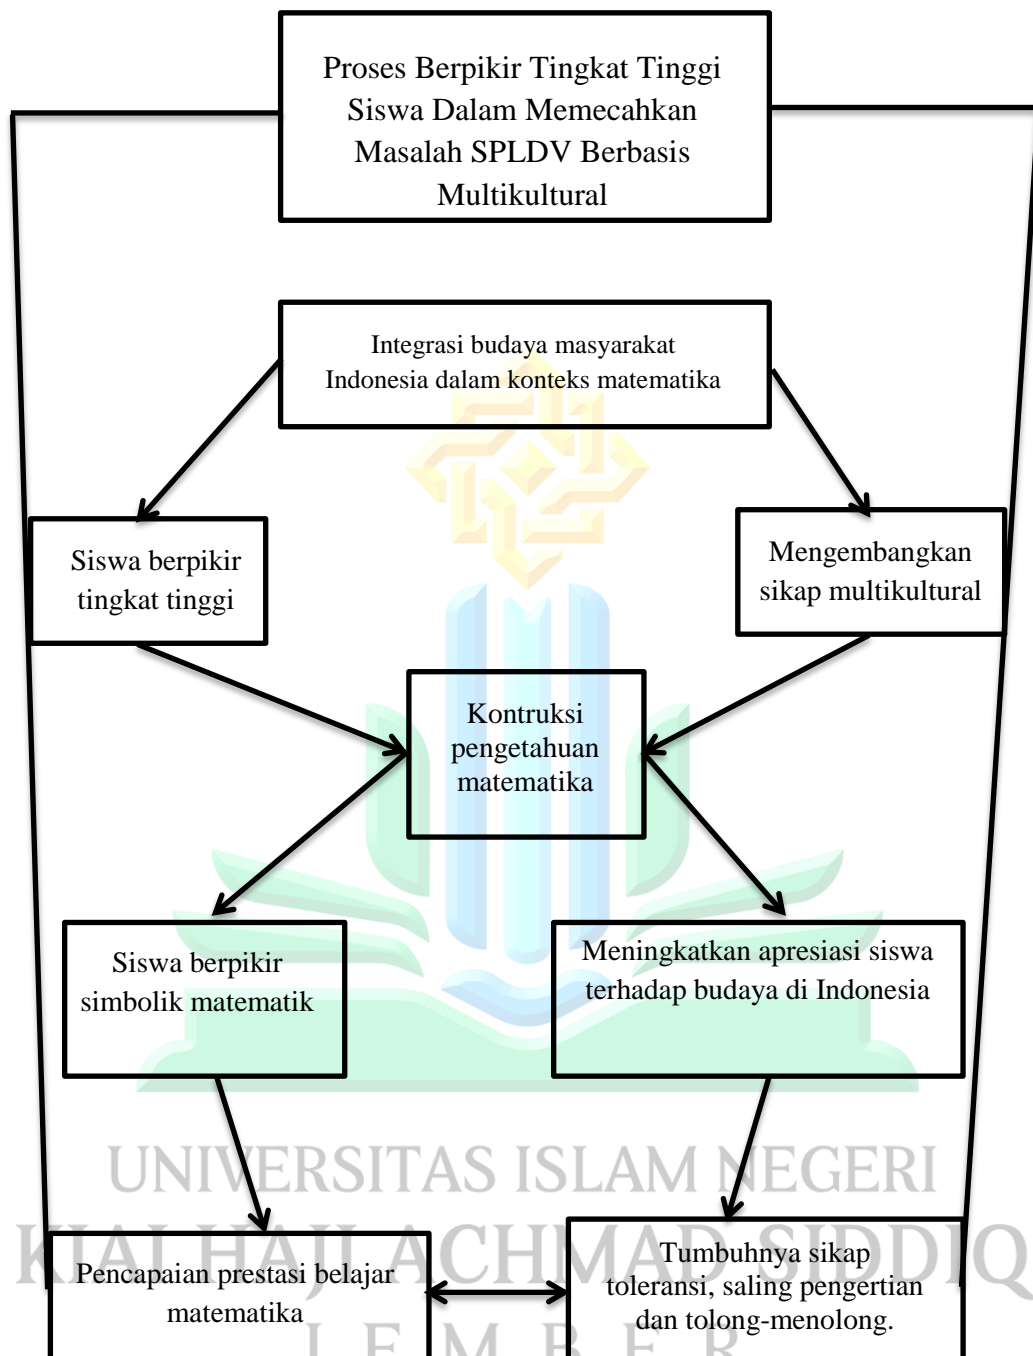 Proses Berpikir Tingkat Tinggi
Siswa Dalam Memecahkan
Masalah SPLDV Berbasis
Multikultural
Integrasi budaya masyarakat
Indonesia dalam konteks matematika
Siswa berpikir
tingkat tinggi
Mengembangkan
sikap multikultural
Kontruksi
pengetahuan
matematika
Siswa berpikir
simbolik matematik
Meningkatkan apresiasi siswa
terhadap budaya di Indonesia
UNIVERSITAS ISLAM NEGERI
KIAI HAJI ACHMAD SIDDIQ
Pencapaian prestasi belajar
matematika
Tumbuhnya sikap
toleransi, saling pengertian
dan tolong-menolong.
JEMBER